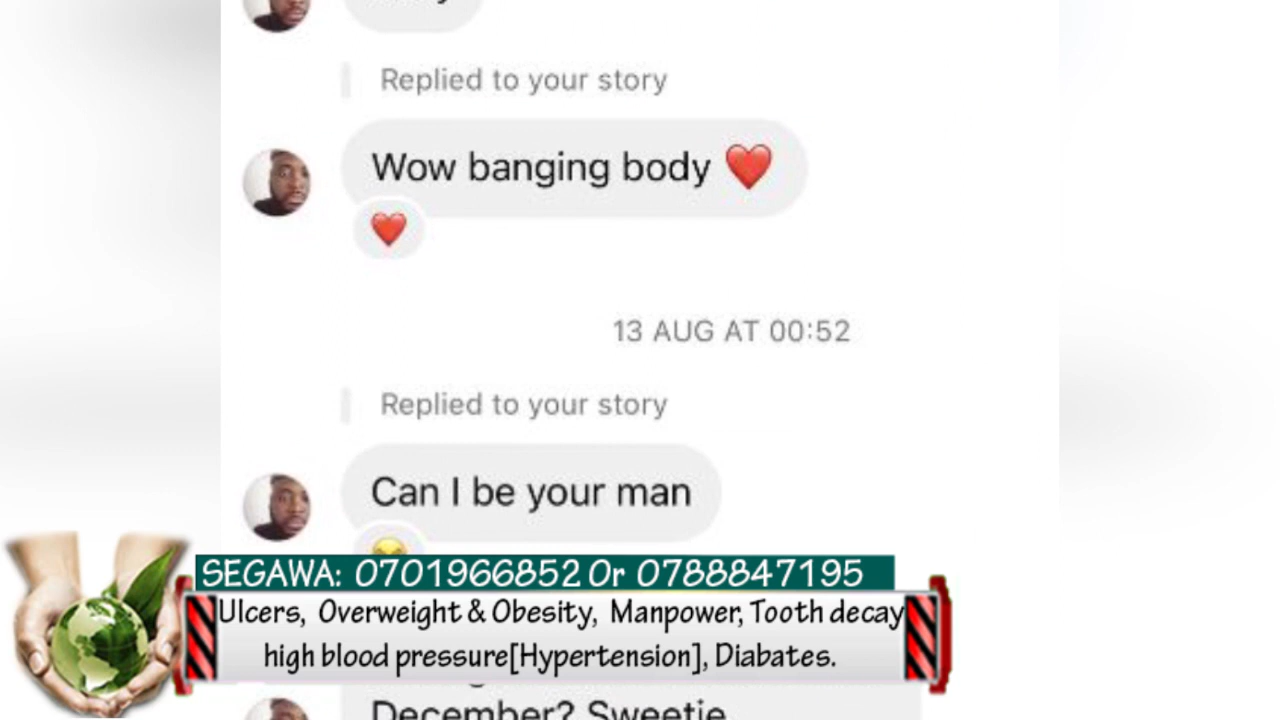 Replied to your story
Wow banging body ❤️
❤️
13 AUG AT 00:52
Replied to your story
Can I be your man
SEGAWA: 0701966852 Or 0788847195
Ulcers, Overweight & Obesity, Manpower, Tooth decay
high blood pressure[Hypertension], Diabates.
December? Sweetie